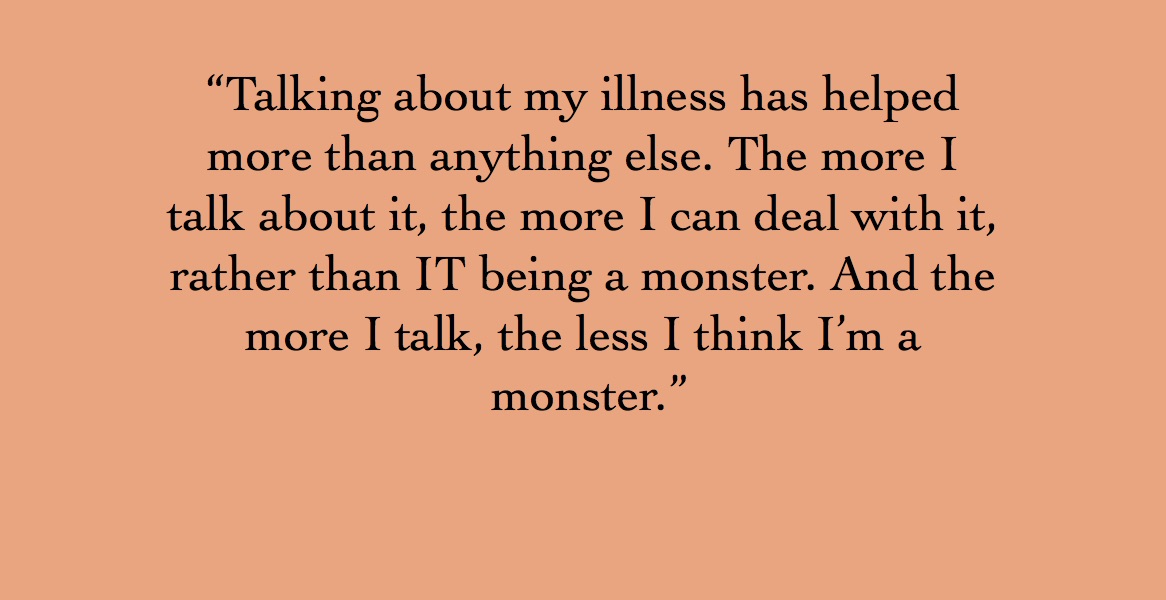 “Talking about my illness has helped
more than anything else. The more I
talk about it, the more I can deal with it,
rather than IT being a monster. And the
more I talk, the less I think I’m a
monster.”